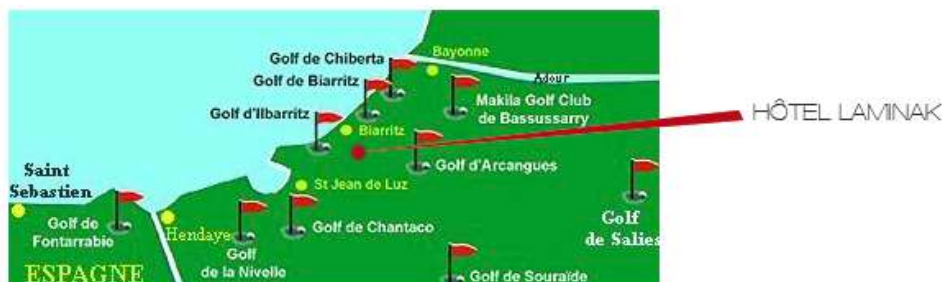 Golf de Chiberta
Bayonne
Golf de Biarritz
Adour
Golf d'Ilbarritz
Makila Golf Club
de Bassussarry
HÔTEL LAMINAK
Biarritz
Golf d'Arcangues
Saint
Sebastien
St Jean de Luz
Golf de
Fontarrabie
Hendaye
Golf de Chantaco
Golf
de Salies
Golf
de la Nivelle
ESPAGNE
Golf de Souraïde